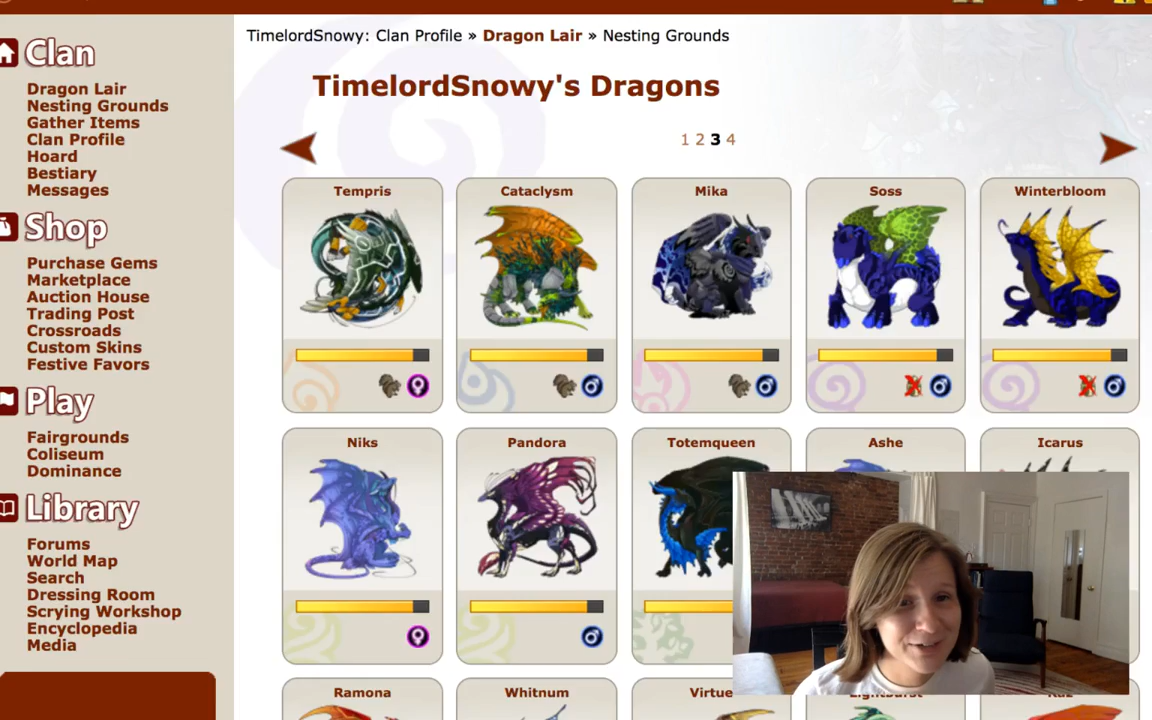 TimelordSnowy: Clan Profile » Dragon Lair » Nesting Grounds
Clan
Dragon Lair
Nesting Grounds
Gather Items
Clan Profile
Hoard
Bestiary
Messages
Shop
Purchase Gems
Marketplace
Auction House
Trading Post
Crossroads
Custom Skins
Festive Favors
Play
Fairgrounds
Coliseum
Dominance
Library
Forums
World Map
Search
Dressing Room
Scrying Workshop
Encyclopedia
Media
TimelordSnowy's Dragons
1 2 3 4
Tempris Cataclysm Mika Soss Winterbloom
Niks Pandora Totemqueen Ashe Icarus
Ramona Whitnum Virtue